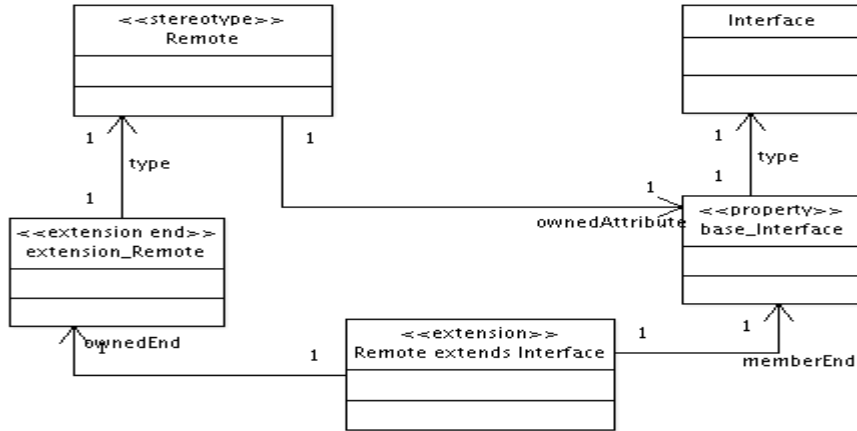 <<stereotype>>
Remote
Interface
1
1
1
type
type
1
1
1
ownedAttribute
<<extension end>>
extension_Remote
<<property>>
base_Interface
ownedEnd
1
1
<<extension>>
Remote extends Interface
1
1
memberEnd